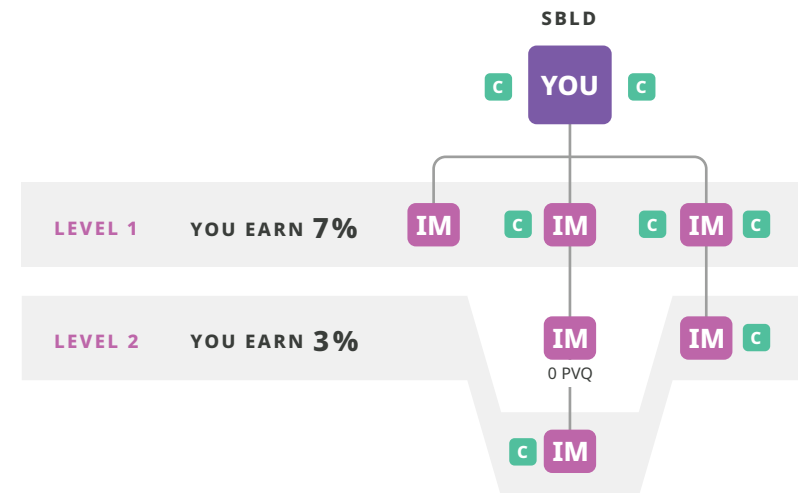 SBLD
C YOU C
LEVEL 1 YOU EARN 7% IM C IM C IM C
LEVEL 2 YOU EARN 3% IM IM C
0 PVQ
C IM